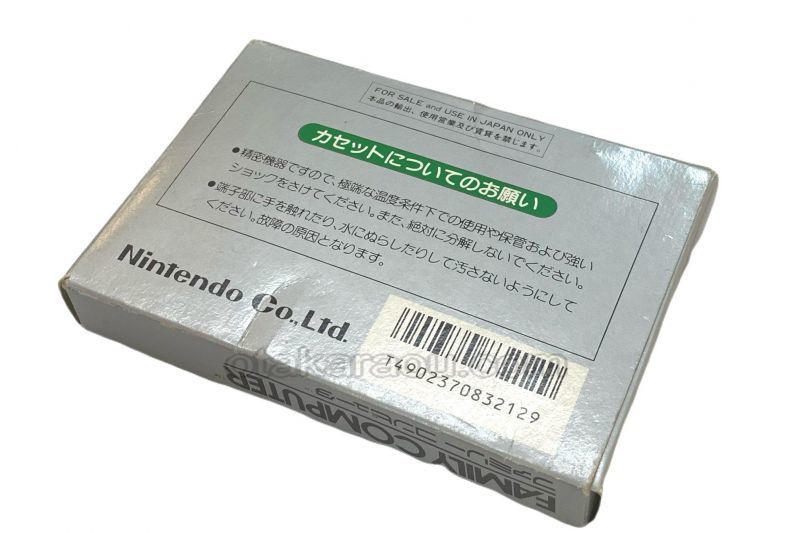 FOR SALE and USE IN JAPAN ONLY
本品の輸出、使用営業及び賃貸を禁じます。
カセットについてのお願い
●精密機器ですので、極端な温度条件下での使用や保管および強い
ショックをさけてください。また、絶対に分解しないでください。
●端子部に手を触れたり、水にぬらしたりして汚さないようにして
ください。故障の原因となります。
Nintendo Co.,Ltd.
T4902370832129
otakaraou.com
FAMILY COMPUTER™
ファミリー コンピュータ